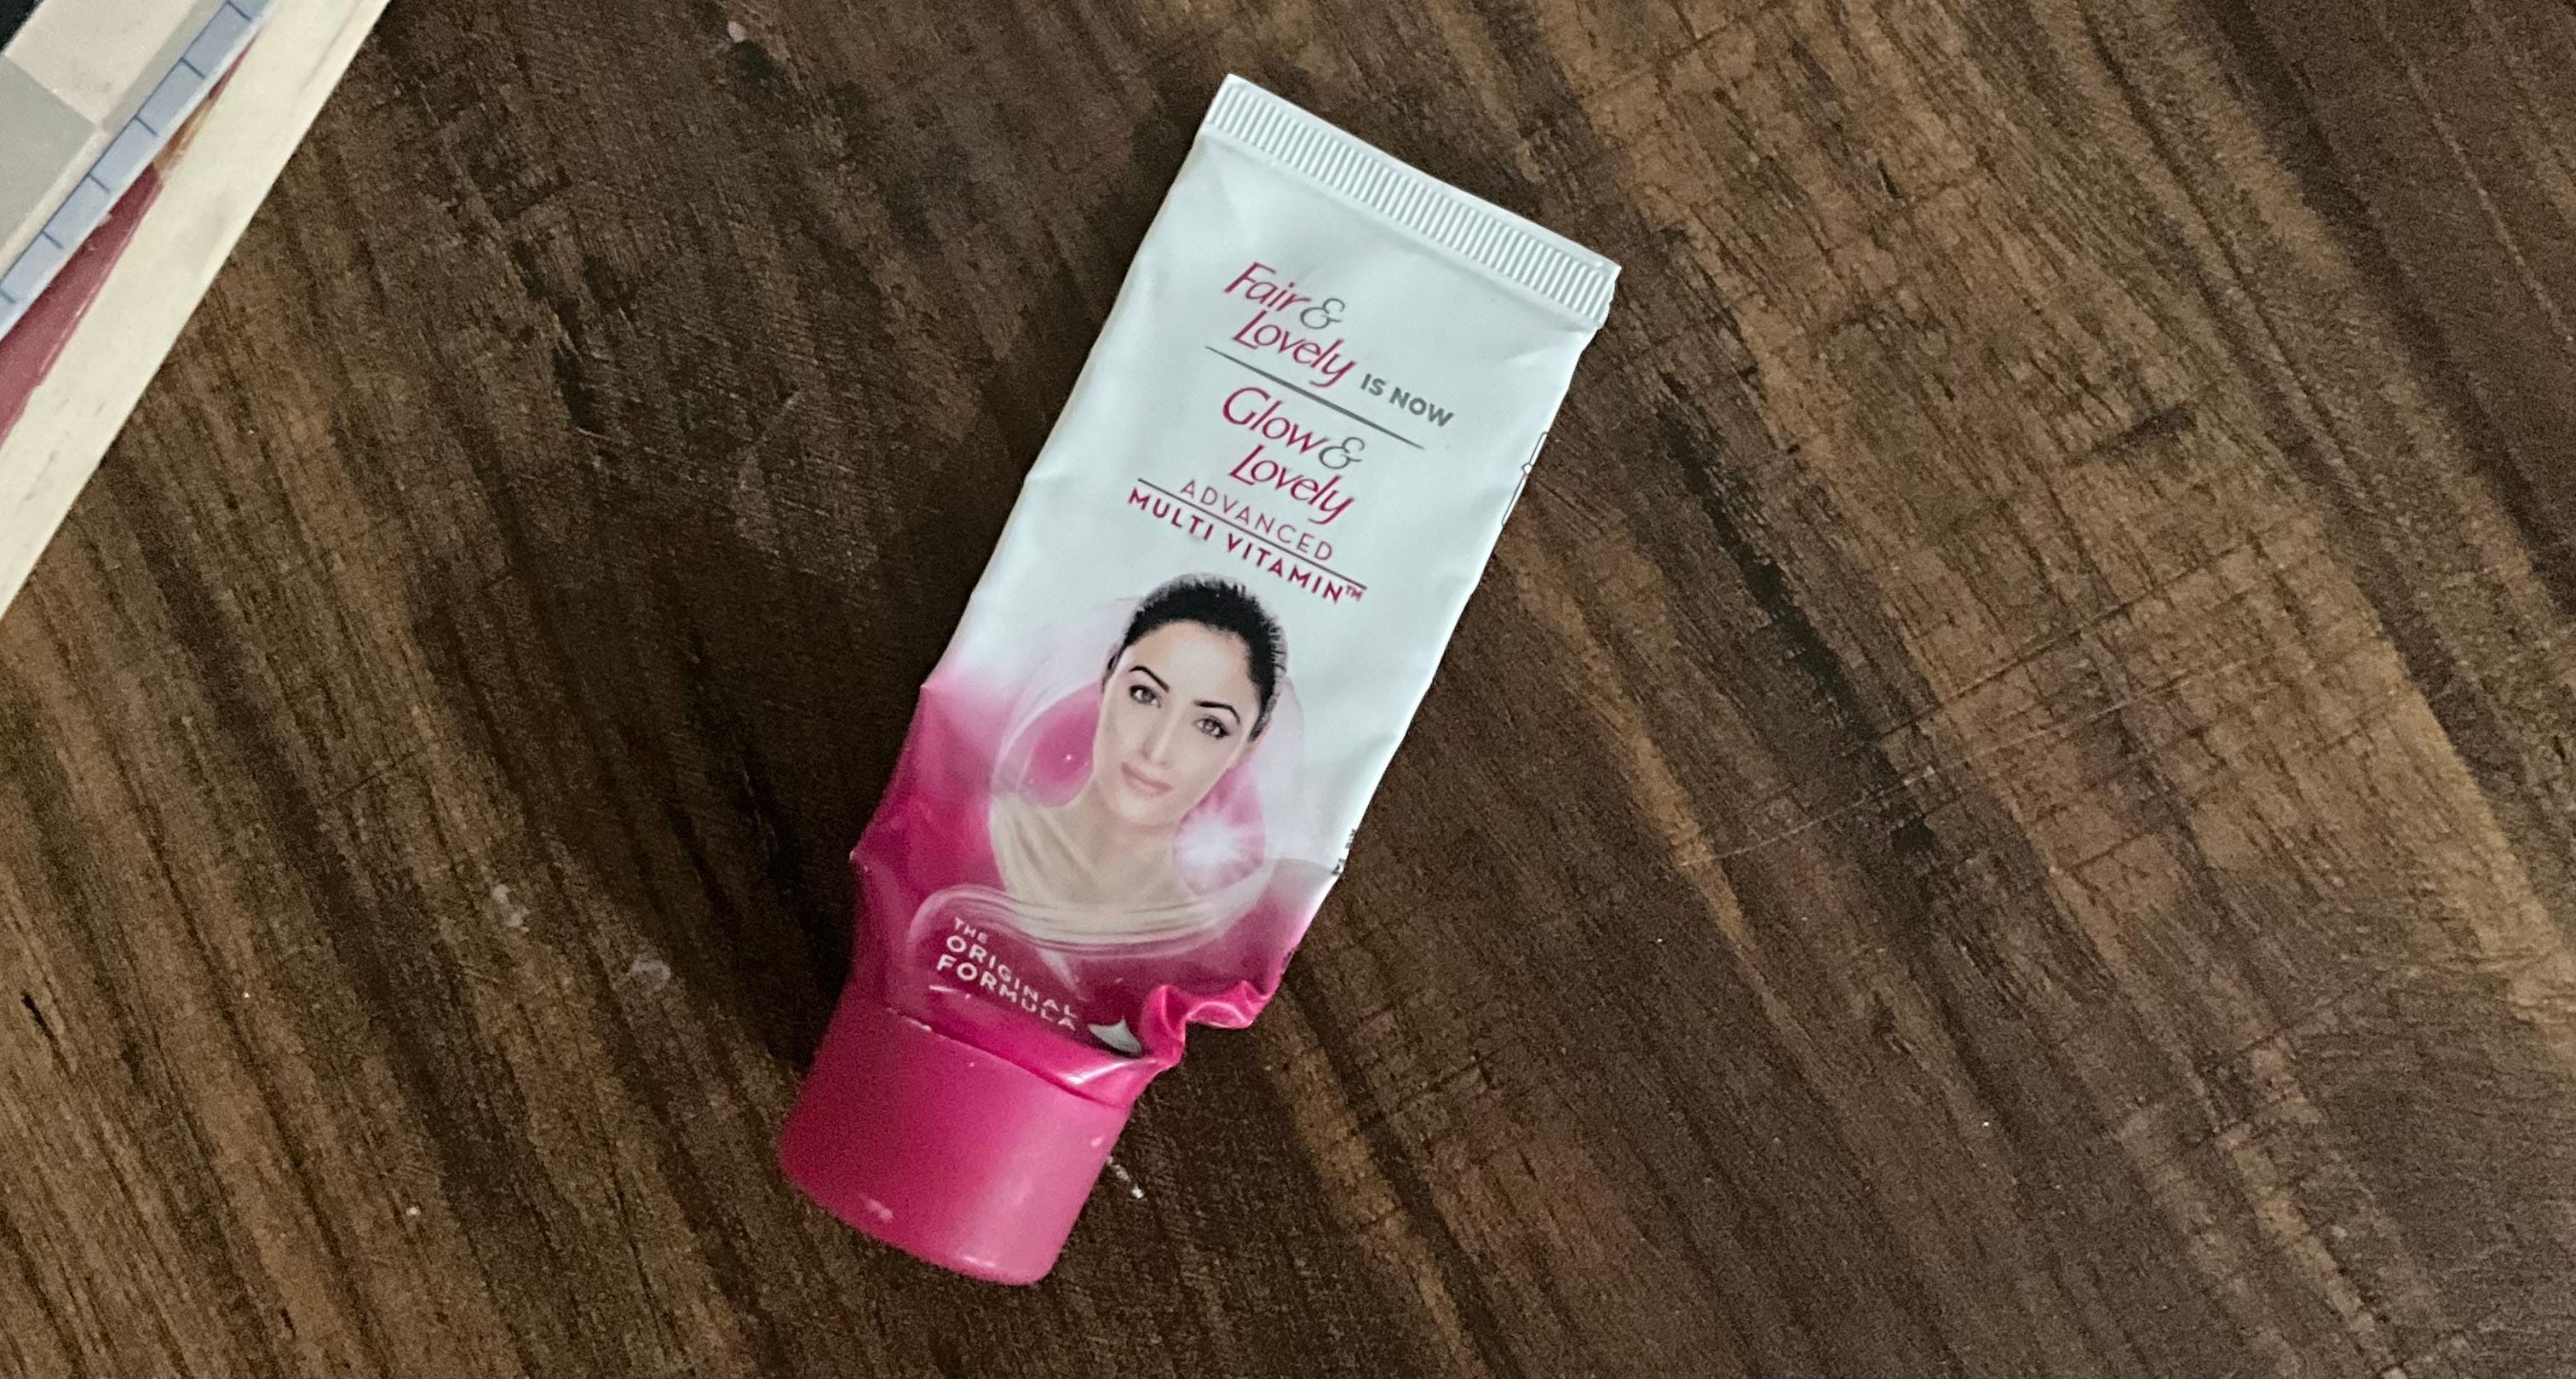 Fair &
Lovely IS NOW
Glow &
Lovely
ADVANCED
MULTI VITAMIN™
THE
ORIGINAL
FORMULA